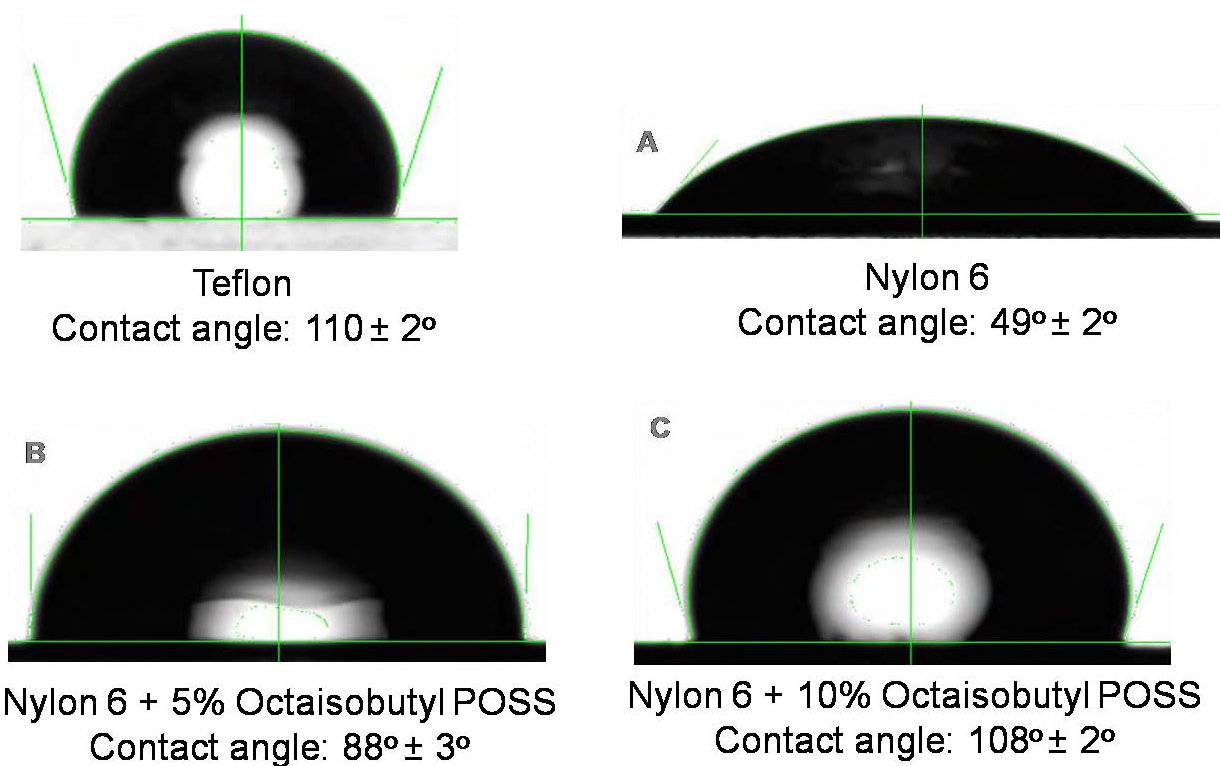 Teflon
Contact angle: 110 ± 2º
A
Nylon 6
Contact angle: 49º ± 2º
B
Nylon 6 + 5% Octaisobutyl POSS
Contact angle: 88º ± 3º
C
Nylon 6 + 10% Octaisobutyl POSS
Contact angle: 108º ± 2º